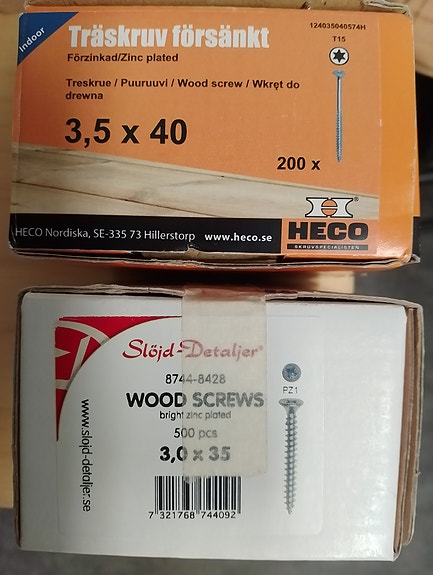 Indoor
Träskruv försänkt
Förzinkad/Zinc plated
Treskrue / Puuruuvi / Wood screw / Wkręt do
drewna
3,5 x 40
124035040574H
T15
200 x
HECO
SKRUVSPECIALISTEN
HECO Nordiska, SE-335 73 Hillerstorp www.heco.se
Slöjd-Detaljer®
8744-8428
WOOD SCREWS
bright zinc plated
500 pcs
3,0 x 35
PZ1
www.slojd-detaljer.se
7 321768 744092